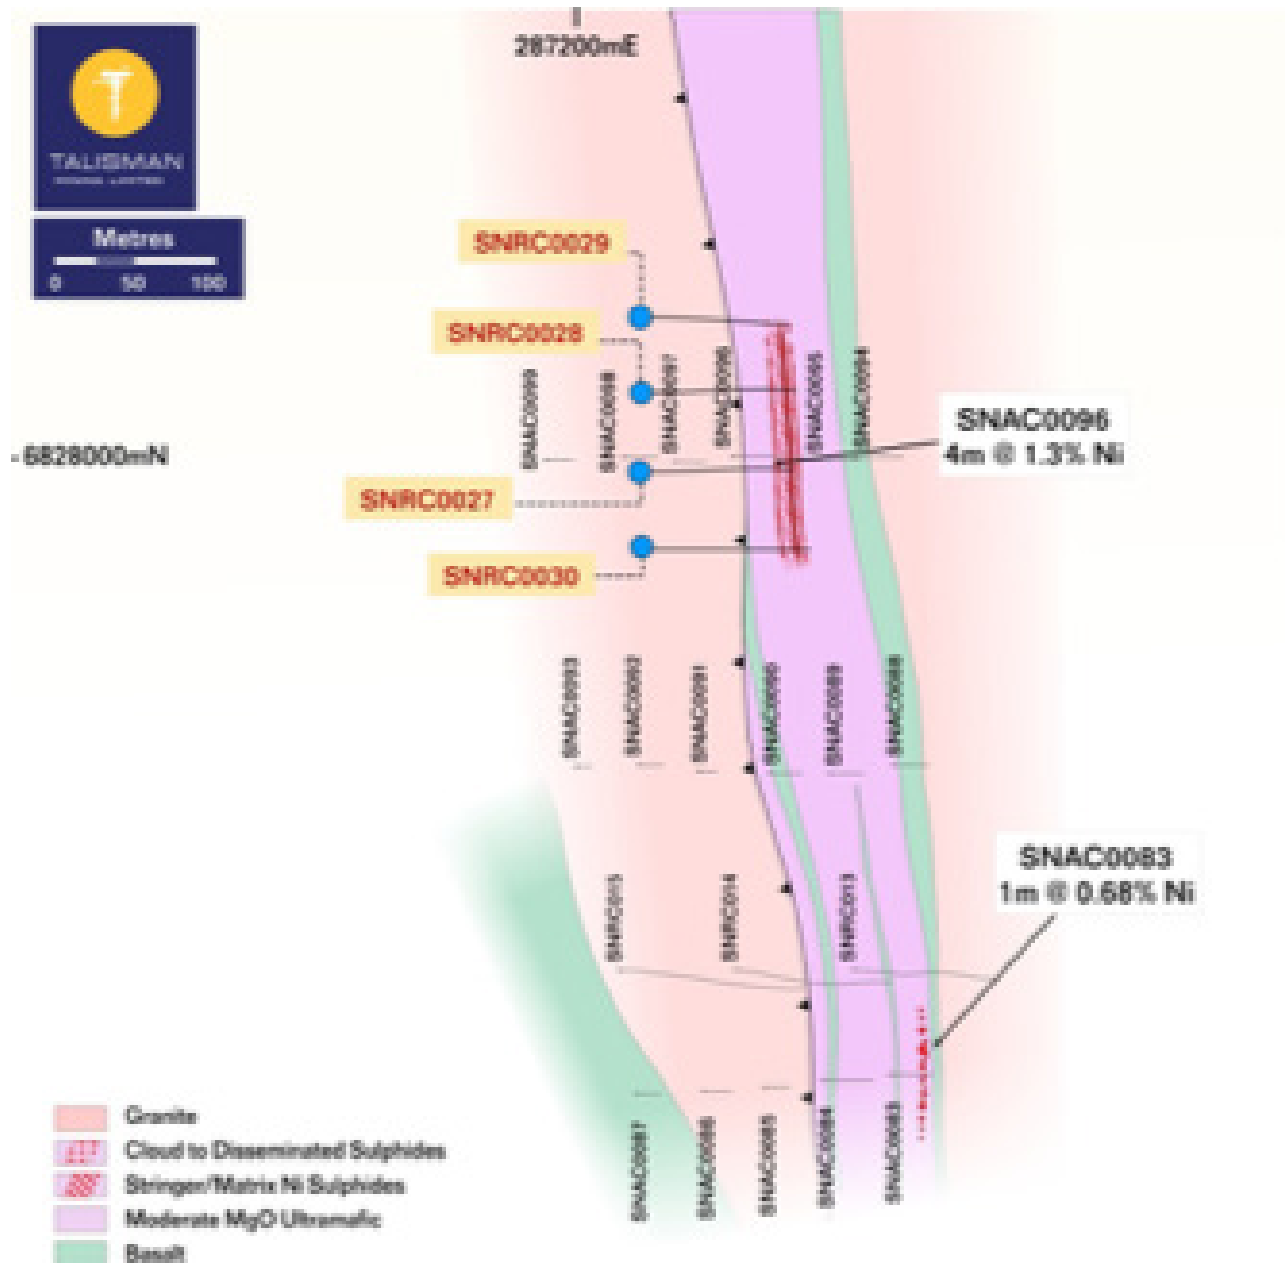 287200mE
TALISMAN
MINING LIMITED
Metres
0 50 100
SNRC0029
SNRC0028
SNAC0099
SNAC0098
SNAC0097
SNAC0096
SNAC0095
SNAC0094
SNAC0096
4m @ 1.3% Ni
6828000mN
SNRC0027
SNRC0030
SNAC0093
SNAC0092
SNAC0091
SNAC0090
SNAC0089
SNAC0088
SNAC0083
1m @ 0.68% Ni
SNRC015
SNRC014
SNRC013
SNAC0087
SNAC0086
SNAC0085
SNAC0084
SNAC0083
Granite
Cloud to Disseminated Sulphides
Stringer/Matrix Ni Sulphides
Moderate MgO Ultramafic
Basalt